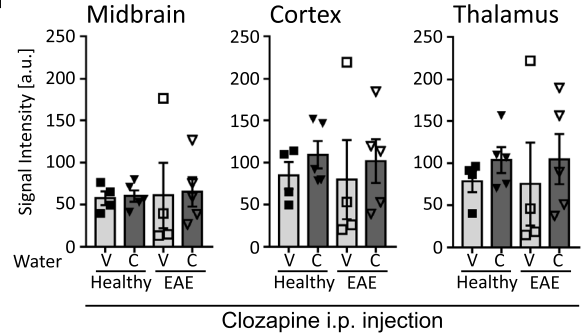 Midbrain Cortex Thalamus
Signal Intensity [a.u.]
250 250 250
200 200 200
150 150 150
100 100 100
50 50 50
0 0 0
Water V C V C V C V C V C V C
Healthy EAE Healthy EAE Healthy EAE
Clozapine i.p. injection